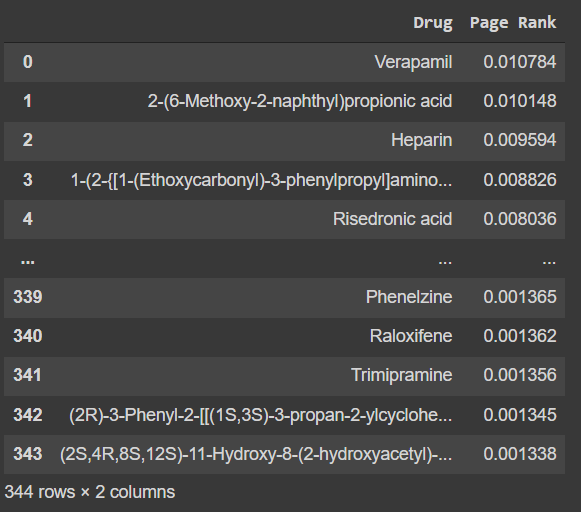 Drug Page Rank
0 Verapamil 0.010784
1 2-(6-Methoxy-2-naphthyl)propionic acid 0.010148
2 Heparin 0.009594
3 1-(2-{[1-(Ethoxycarbonyl)-3-phenylpropyl]amino... 0.008826
4 Risedronic acid 0.008036
... ... ...
339 Phenelzine 0.001365
340 Raloxifene 0.001362
341 Trimipramine 0.001356
342 (2R)-3-Phenyl-2-[[(1S,3S)-3-propan-2-ylcyclohe... 0.001345
343 (2S,4R,8S,12S)-11-Hydroxy-8-(2-hydroxyacetyl)-... 0.001338
344 rows × 2 columns